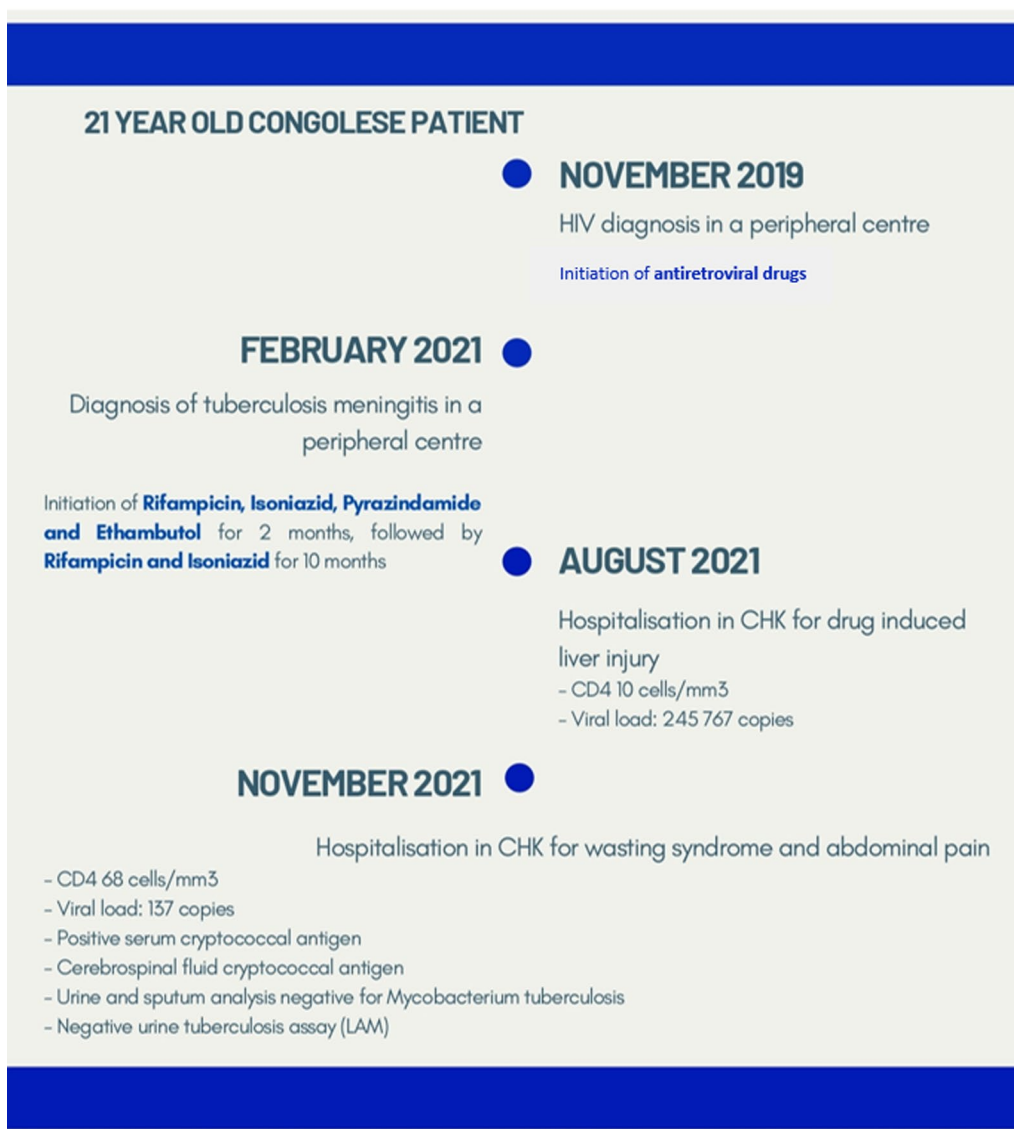 21 YEAR OLD CONGOLESE PATIENT
NOVEMBER 2019
HIV diagnosis in a peripheral centre
Initiation of antiretroviral drugs
FEBRUARY 2021
Diagnosis of tuberculosis meningitis in a
peripheral centre
Initiation of Rifampicin, Isoniazid, Pyrazindamide
and Ethambutol for 2 months, followed by
Rifampicin and Isoniazid for 10 months
AUGUST 2021
Hospitalisation in CHK for drug induced
liver injury
- CD4 10 cells/mm3
- Viral load: 245 767 copies
NOVEMBER 2021
Hospitalisation in CHK for wasting syndrome and abdominal pain
- CD4 68 cells/mm3
- Viral load: 137 copies
- Positive serum cryptococcal antigen
- Cerebrospinal fluid cryptococcal antigen
- Urine and sputum analysis negative for Mycobacterium tuberculosis
- Negative urine tuberculosis assay (LAM)